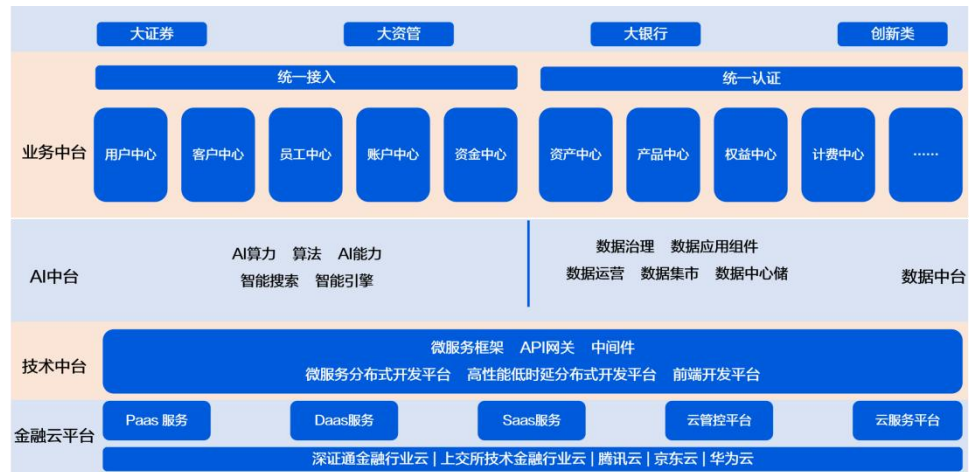 大证券 大资管 大银行 创新类
统一接入 统一认证
业务中台 用户中心 客户中心 员工中心 账户中心 资金中心 资产中心 产品中心 权益中心 计费中心 ……
AI算力 算法 AI能力
智能搜索 智能引擎
AI中台
数据治理 数据应用组件
数据运营 数据集市 数据中心储
数据中台
技术中台
微服务框架 API网关 中间件
微服务分布式开发平台 高性能低时延分布式开发平台 前端开发平台
金融云平台
Paas 服务 Daas服务 Saas服务 云管控平台 云服务平台
深证通金融行业云 | 上交所技术金融行业云 | 腾讯云 | 京东云 | 华为云